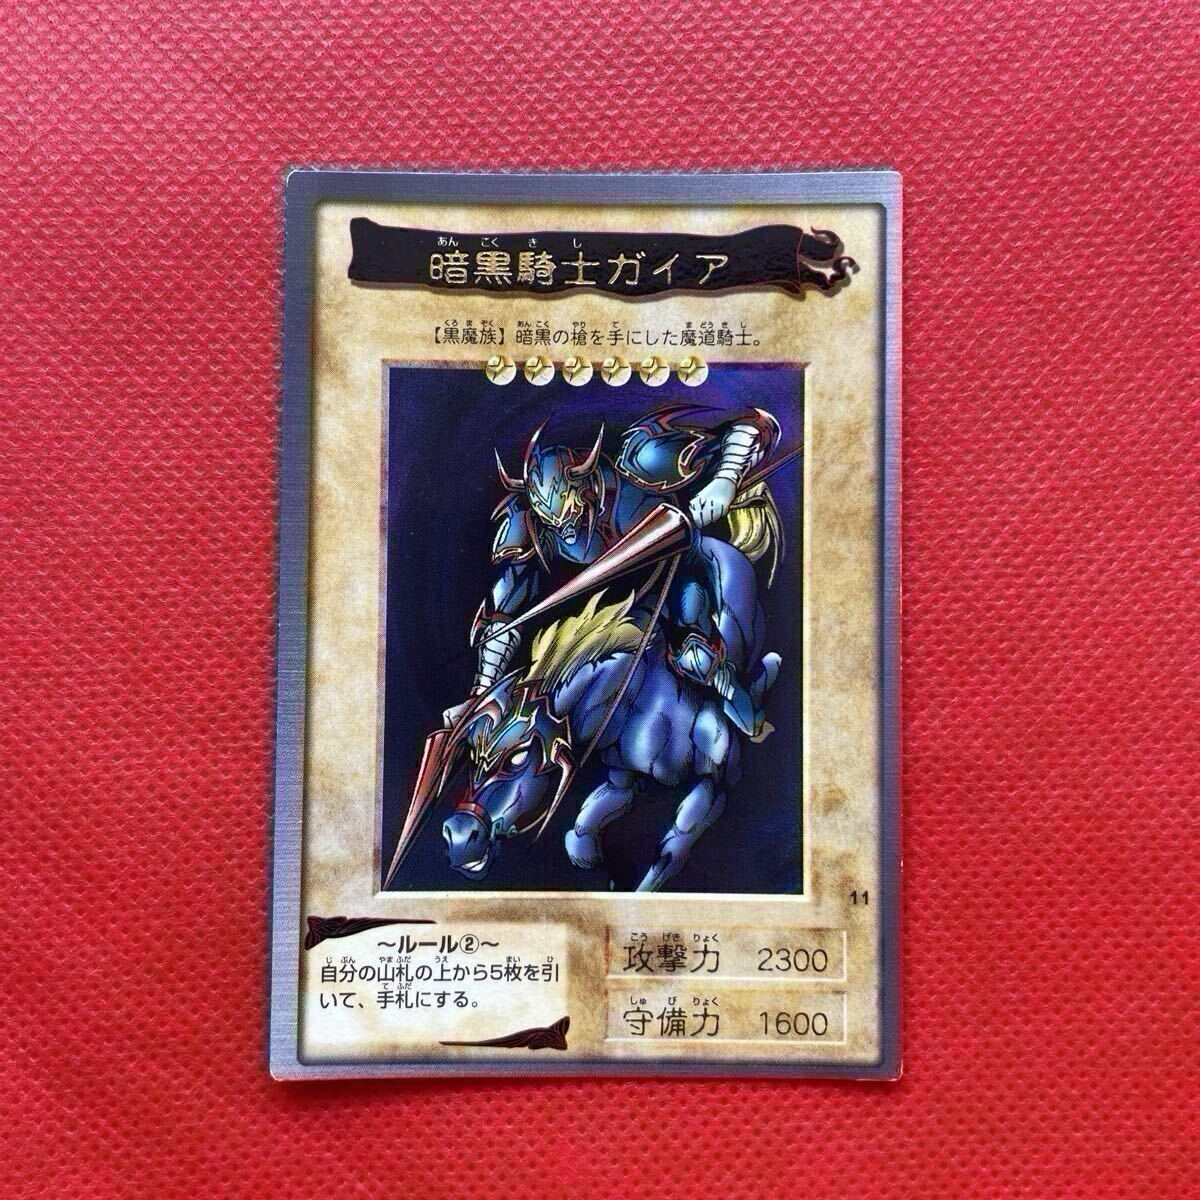 あん こく き し
暗黒騎士ガイア
くろ ま ぞく あんこく やり て ま どう き し
【黒魔族】暗黒の槍を手にした魔道騎士。
11
～ルール②～
じ ぶん やまふだ うえ まい ひ
自分の山札の上から5枚を引
て ふだ
いて、手札にする。
こう げき りょく
攻撃力 2300
しゅ び りょく
守備力 1600